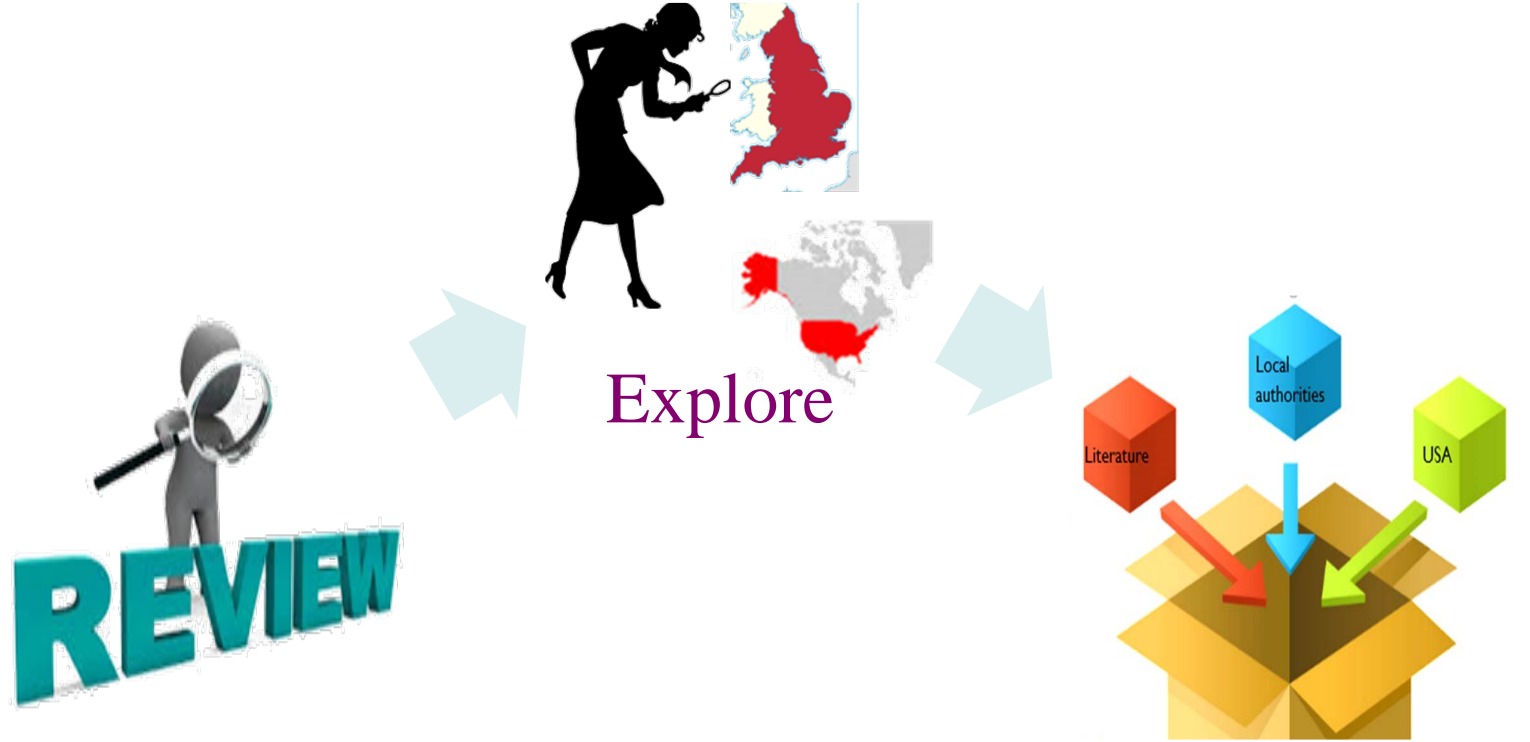 REVIEW
Explore
Literature
Local
authorities
USA